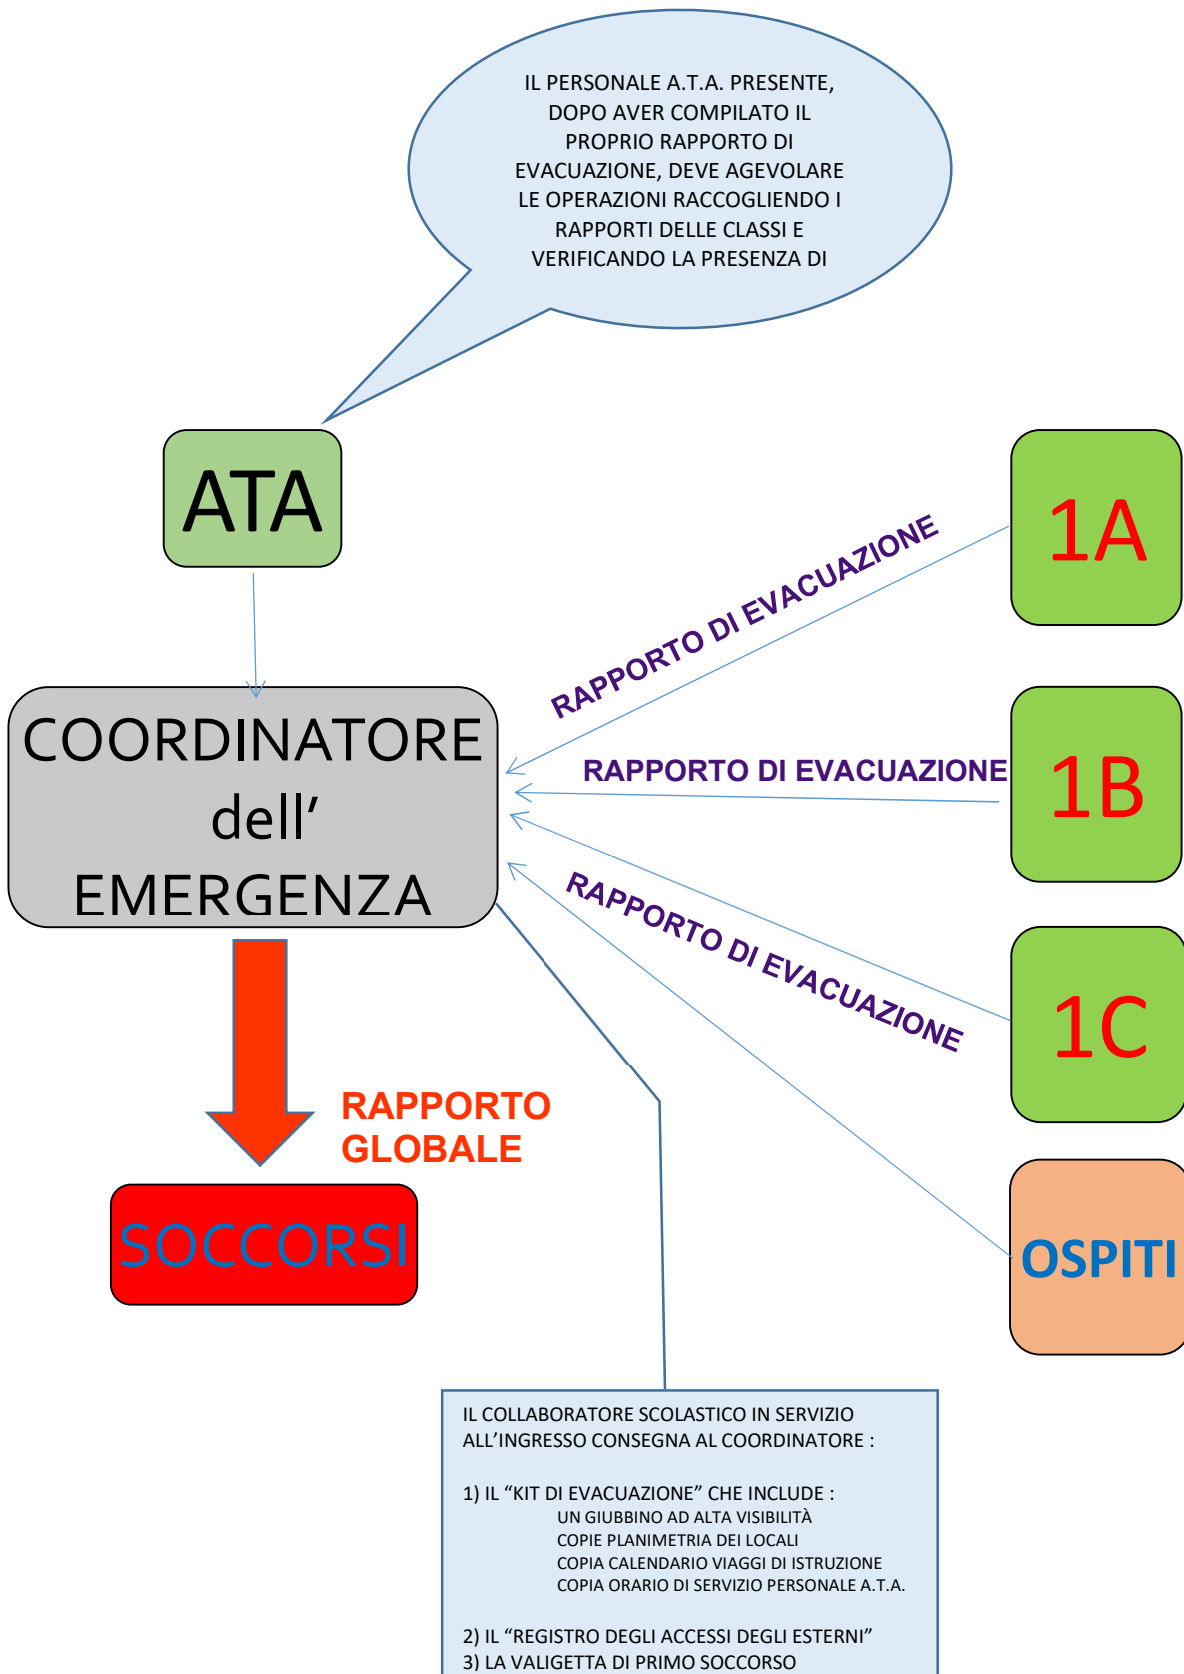 IL PERSONALE A.T.A. PRESENTE,
DOPO AVER COMPILATO IL
PROPRIO RAPPORTO DI
EVACUAZIONE, DEVE AGEVOLARE
LE OPERAZIONI RACCOGLIENDO I
RAPPORTI DELLE CLASSI E
VERIFICANDO LA PRESENZA DI
ATA
1A
RAPPORTO DI EVACUAZIONE
COORDINATORE
dell’
EMERGENZA
RAPPORTO DI EVACUAZIONE
1B
RAPPORTO DI EVACUAZIONE
1C
RAPPORTO
GLOBALE
SOCCORSI
OSPITI
IL COLLABORATORE SCOLASTICO IN SERVIZIO
ALL’INGRESSO CONSEGNA AL COORDINATORE :
1) IL “KIT DI EVACUAZIONE” CHE INCLUDE :
UN GIUBBINO AD ALTA VISIBILITÀ
COPIE PLANIMETRIA DEI LOCALI
COPIA CALENDARIO VIAGGI DI ISTRUZIONE
COPIA ORARIO DI SERVIZIO PERSONALE A.T.A.
2) IL “REGISTRO DEGLI ACCESSI DEGLI ESTERNI”
3) LA VALIGETTA DI PRIMO SOCCORSO